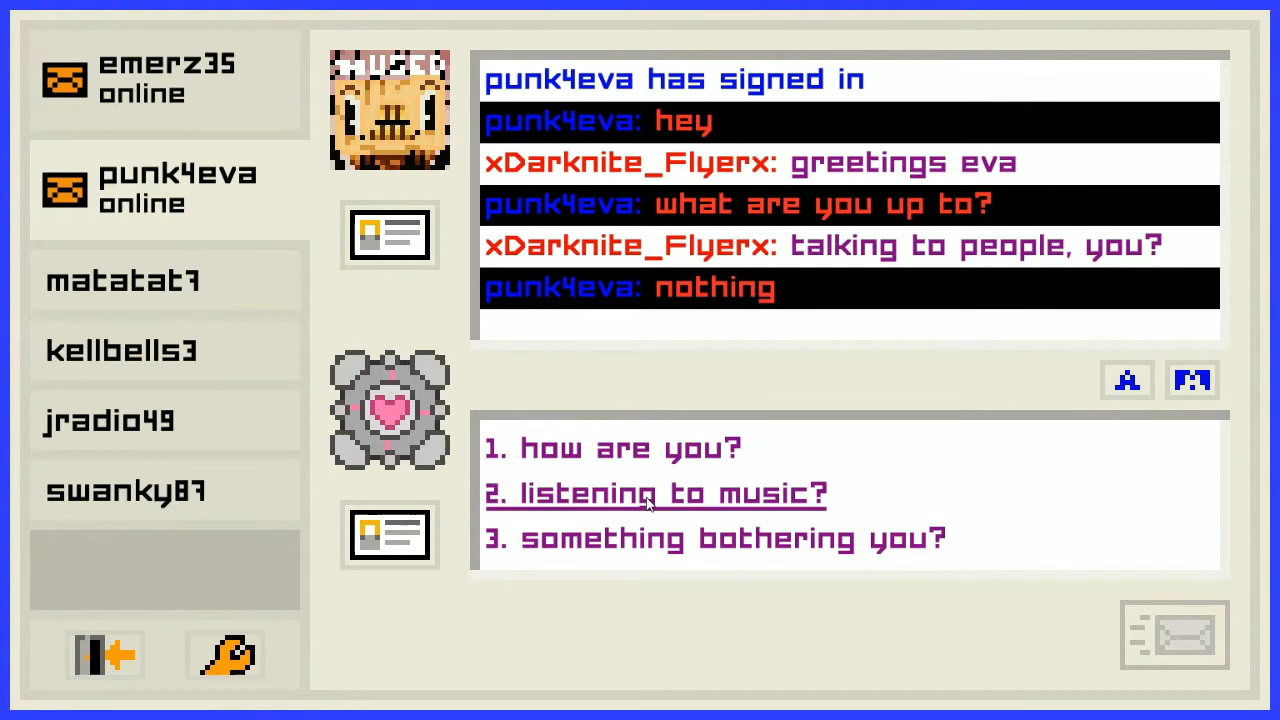 emerz35
online
punk4eva
online
matatat7
kellbells3
jradio49
swanky87
punk4eva has signed in
punk4eva: hey
xDarknite_Flyerx: greetings eva
punk4eva: what are you up to?
xDarknite_Flyerx: talking to people, you?
punk4eva: nothing
A
1. how are you?
2. listening to music?
3. something bothering you?